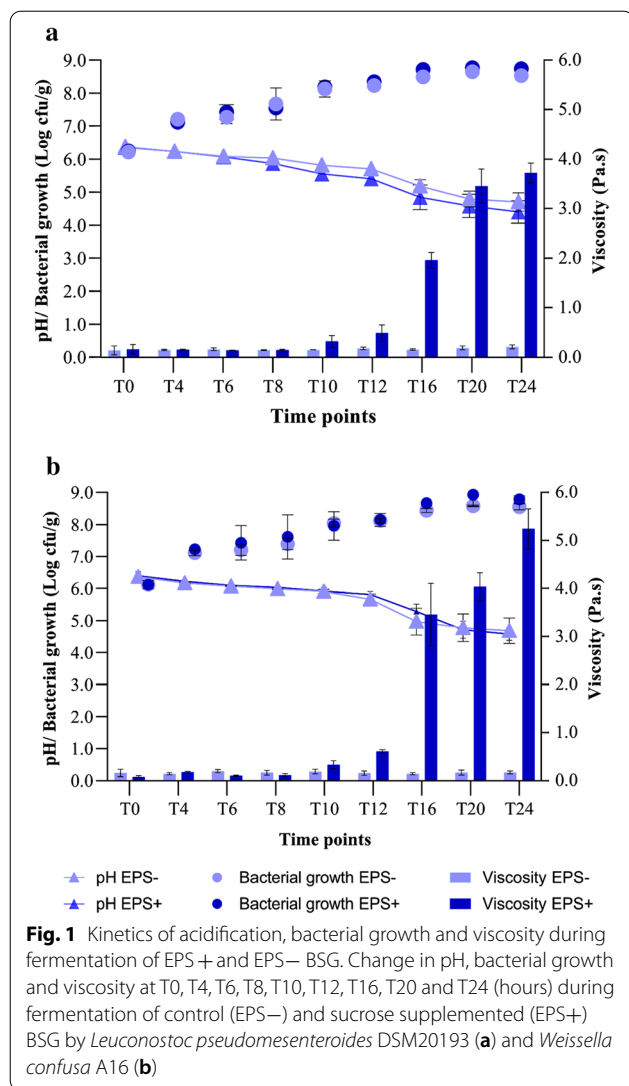 a
9.0
8.0
7.0
6.0
5.0
4.0
3.0
2.0
1.0
0.0
pH/ Bacterial growth (Log cfu/g)
6.0
5.0
4.0
3.0
2.0
1.0
0.0
Viscosity (Pa.s)
T0 T4 T6 T8 T10 T12 T16 T20 T24
Time points
b
9.0
8.0
7.0
6.0
5.0
4.0
3.0
2.0
1.0
0.0
pH/ Bacterial growth (Log cfu/g)
6.0
5.0
4.0
3.0
2.0
1.0
0.0
Viscosity (Pa.s)
T0 T4 T6 T8 T10 T12 T16 T20 T24
Time points
pH EPS- Bacterial growth EPS- Viscosity EPS-
pH EPS+ Bacterial growth EPS+ Viscosity EPS+
Fig. 1 Kinetics of acidification, bacterial growth and viscosity during
fermentation of EPS+ and EPS− BSG. Change in pH, bacterial growth
and viscosity at T0, T4, T6, T8, T10, T12, T16, T20 and T24 (hours) during
fermentation of control (EPS−) and sucrose supplemented (EPS+)
BSG by Leuconostoc pseudomesenteroides DSM20193 (a) and Weissella
confusa A16 (b)